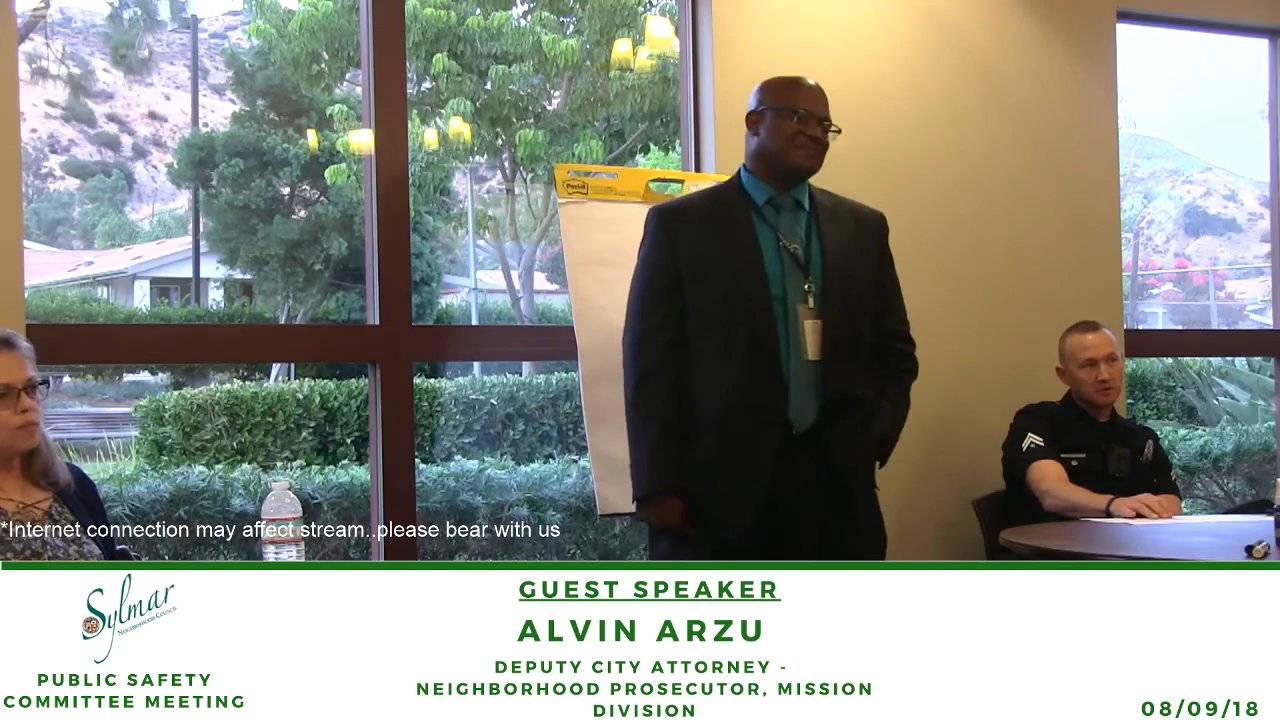 Post-it
*Internet connection may affect stream..please bear with us
Sylmar
NEIGHBORHOOD COUNCIL
PUBLIC SAFETY
COMMITTEE MEETING
GUEST SPEAKER
ALVIN ARZU
DEPUTY CITY ATTORNEY -
NEIGHBORHOOD PROSECUTOR, MISSION
DIVISION
08/09/18